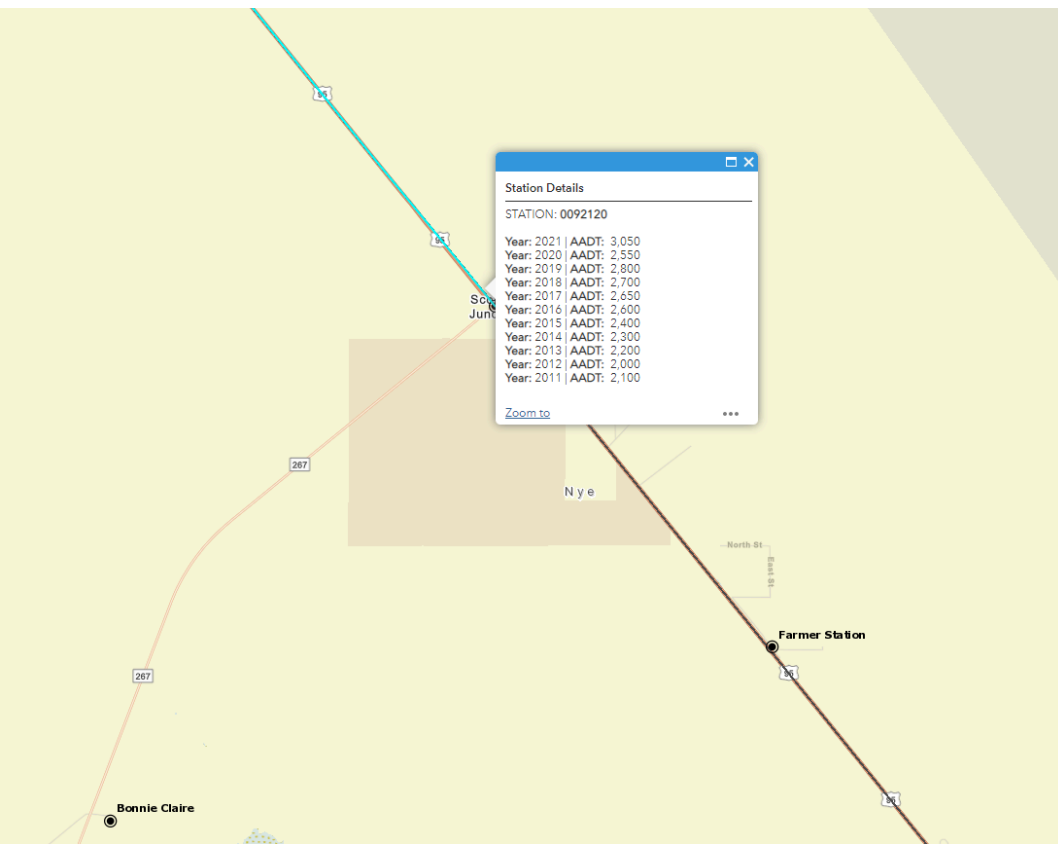 95
Station Details
STATION: 0092120
95
Year: 2021 | AADT: 3,050
Year: 2020 | AADT: 2,550
Year: 2019 | AADT: 2,800
Year: 2018 | AADT: 2,700
Year: 2017 | AADT: 2,650
Year: 2016 | AADT: 2,600
Year: 2015 | AADT: 2,400
Year: 2014 | AADT: 2,300
Year: 2013 | AADT: 2,200
Year: 2012 | AADT: 2,000
Year: 2011 | AADT: 2,100
Zoom to
267
Nye
North St
East St
Farmer Station
95
267
95
Bonnie Claire